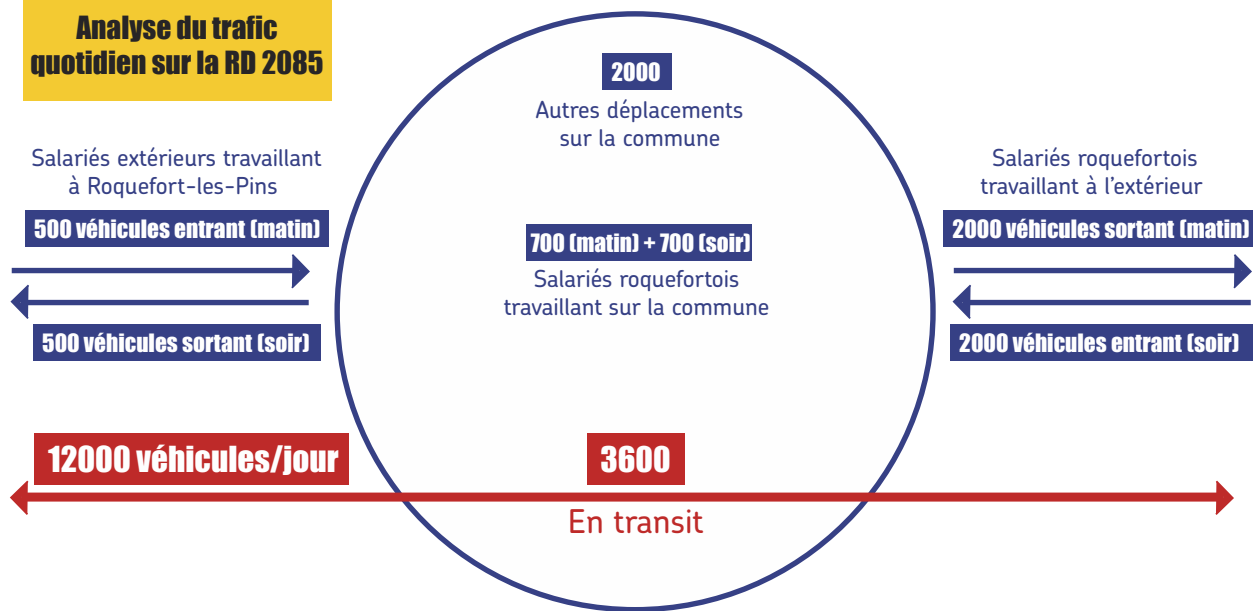 Analyse du trafic
quotidien sur la RD 2085
2000
Autres déplacements
sur la commune
Salariés extérieurs travaillant
à Roquefort-les-Pins
500 véhicules entrant (matin)
500 véhicules sortant (soir)
700 (matin) + 700 (soir)
Salariés roquefortois
travaillant sur la commune
Salariés roquefortois
travaillant à l'extérieur
2000 véhicules sortant (matin)
2000 véhicules entrant (soir)
12000 véhicules/jour
3600
En transit